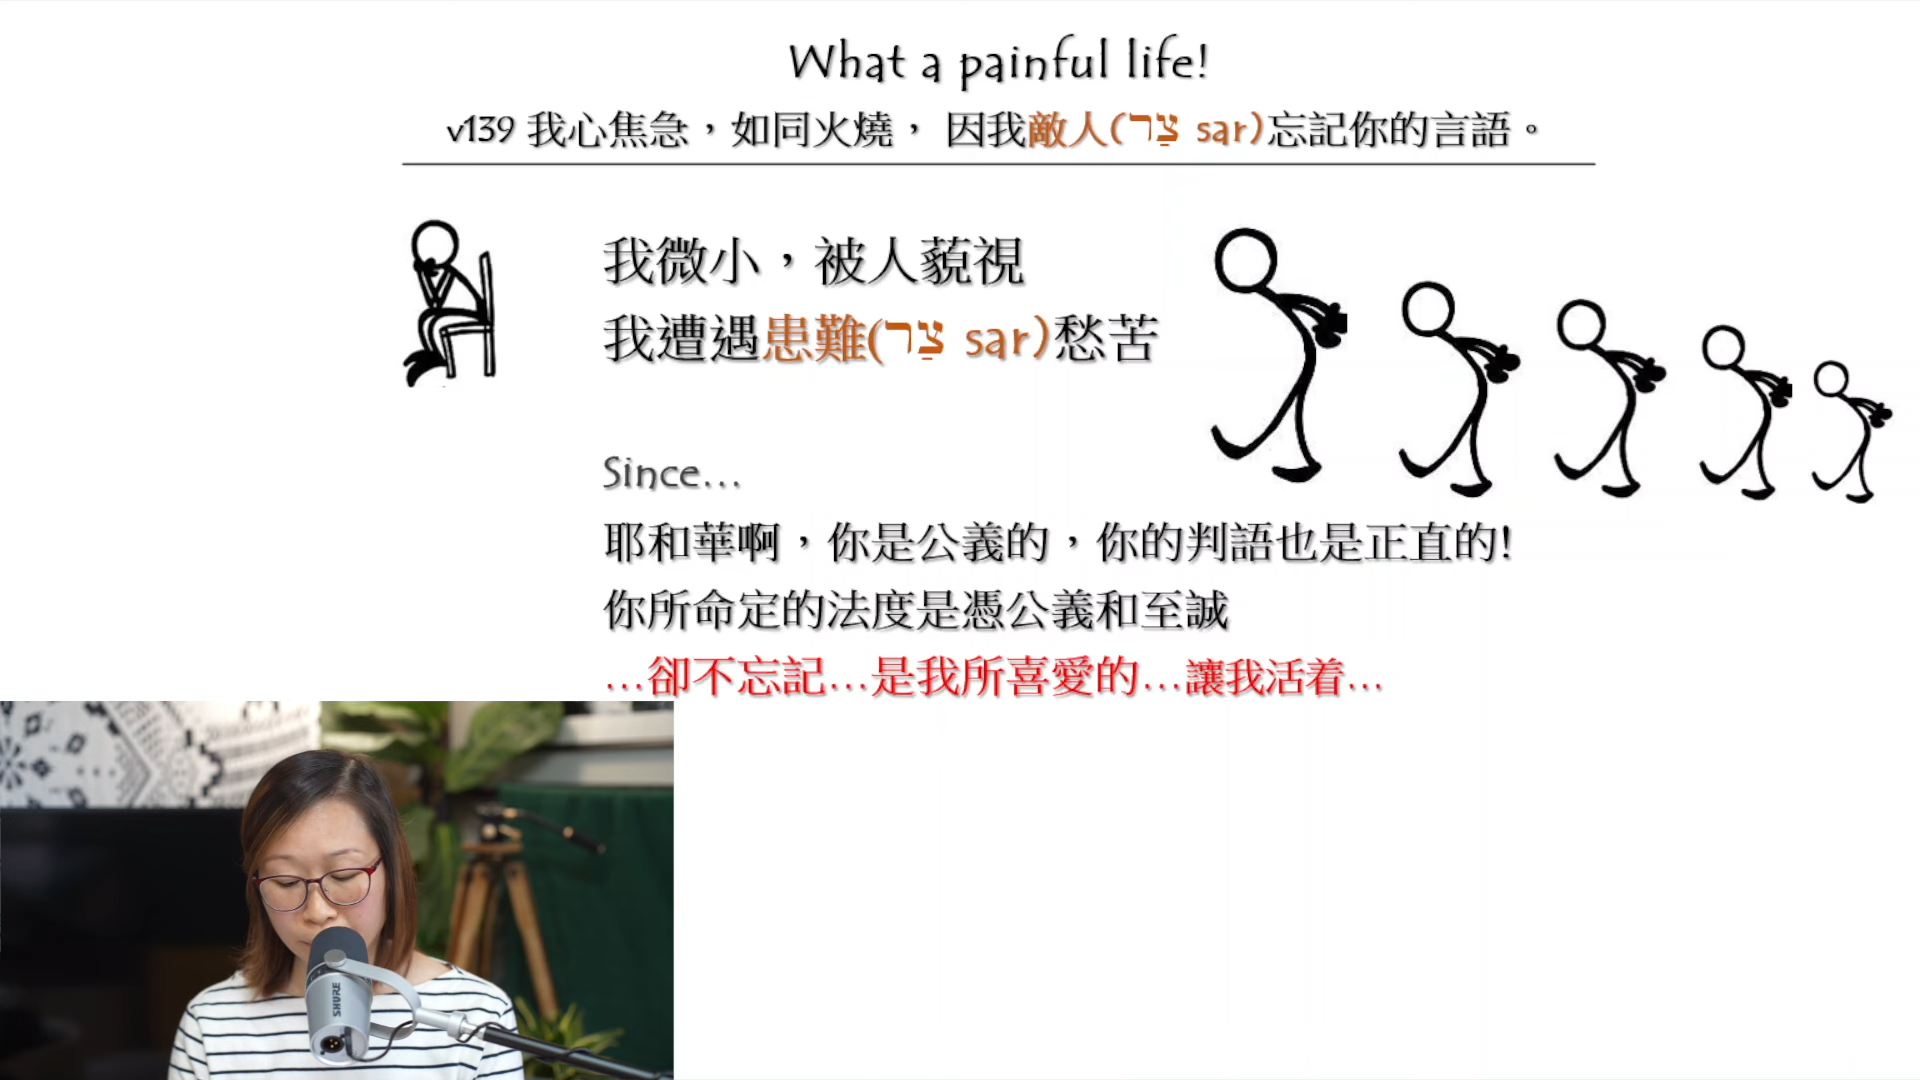 What a painful life!
v139 我心焦急，如同火燒， 因我敵人(צַר sar)忘記你的言語。
我微小，被人藐視
我遭遇患難(צַר sar)愁苦
Since...
耶和華啊，你是公義的，你的判語也是正直的!
你所命定的法度是憑公義和至誠
...卻不忘記...是我所喜愛的...讓我活着...
SHURE